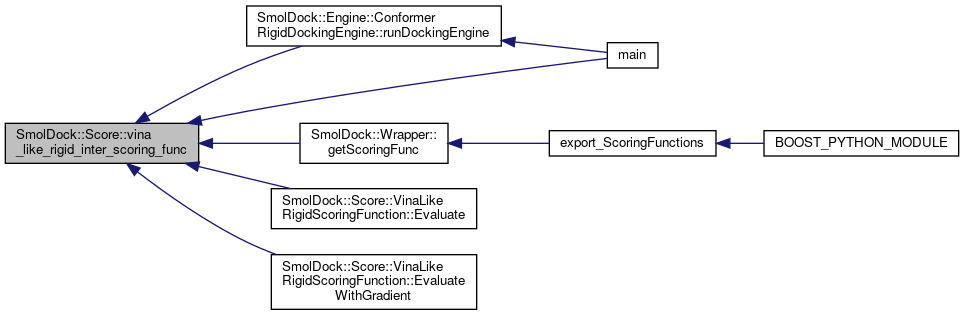 SmolDock::Engine::Conformer
RigidDockingEngine::runDockingEngine
main
SmolDock::Score::vina
_like_rigid_inter_scoring_func
SmolDock::Wrapper::
getScoringFunc
export_ScoringFunctions
BOOST_PYTHON_MODULE
SmolDock::Score::VinaLike
RigidScoringFunction::Evaluate
SmolDock::Score::VinaLike
RigidScoringFunction::Evaluate
WithGradient